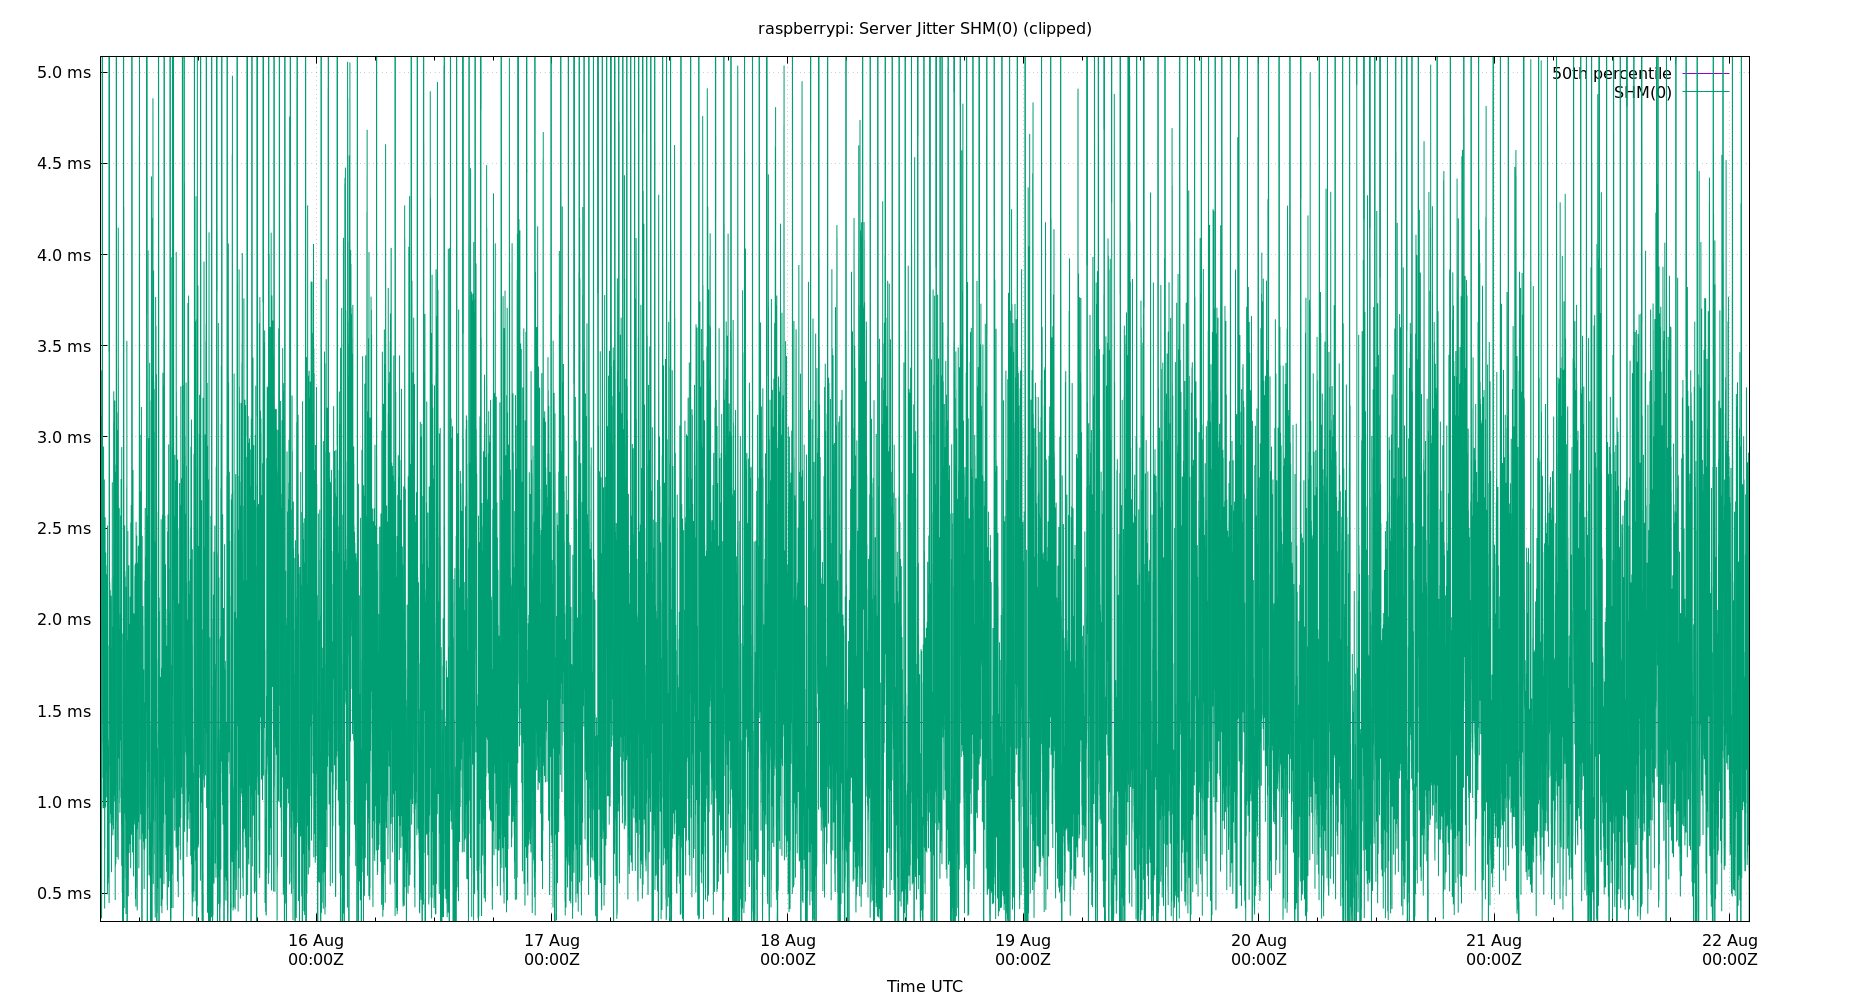 raspberrypi: Server Jitter SHM(0) (clipped)
5.0 ms
50th percentile
SHM(0)
4.5 ms
4.0 ms
3.5 ms
3.0 ms
2.5 ms
2.0 ms
1.5 ms
1.0 ms
0.5 ms
16 Aug 17 Aug 18 Aug 19 Aug 20 Aug 21 Aug 22 Aug
00:00Z 00:00Z 00:00Z 00:00Z 00:00Z 00:00Z 00:00Z
Time UTC